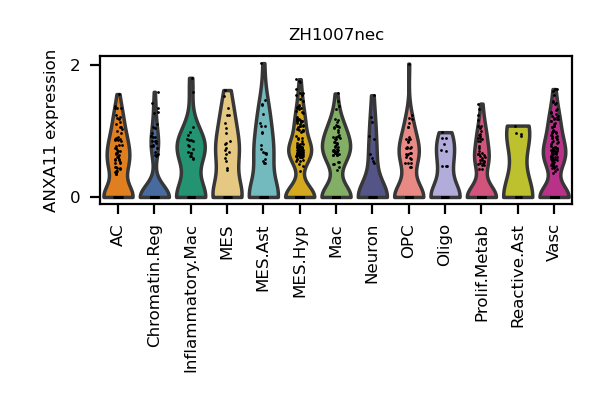 ZH1007nec
ANXA11 expression
2
0
AC
Chromatin.Reg
Inflammatory.Mac
MES
MES.Ast
MES.Hyp
Mac
Neuron
OPC
Oligo
Prolif.Metab
Reactive.Ast
Vasc